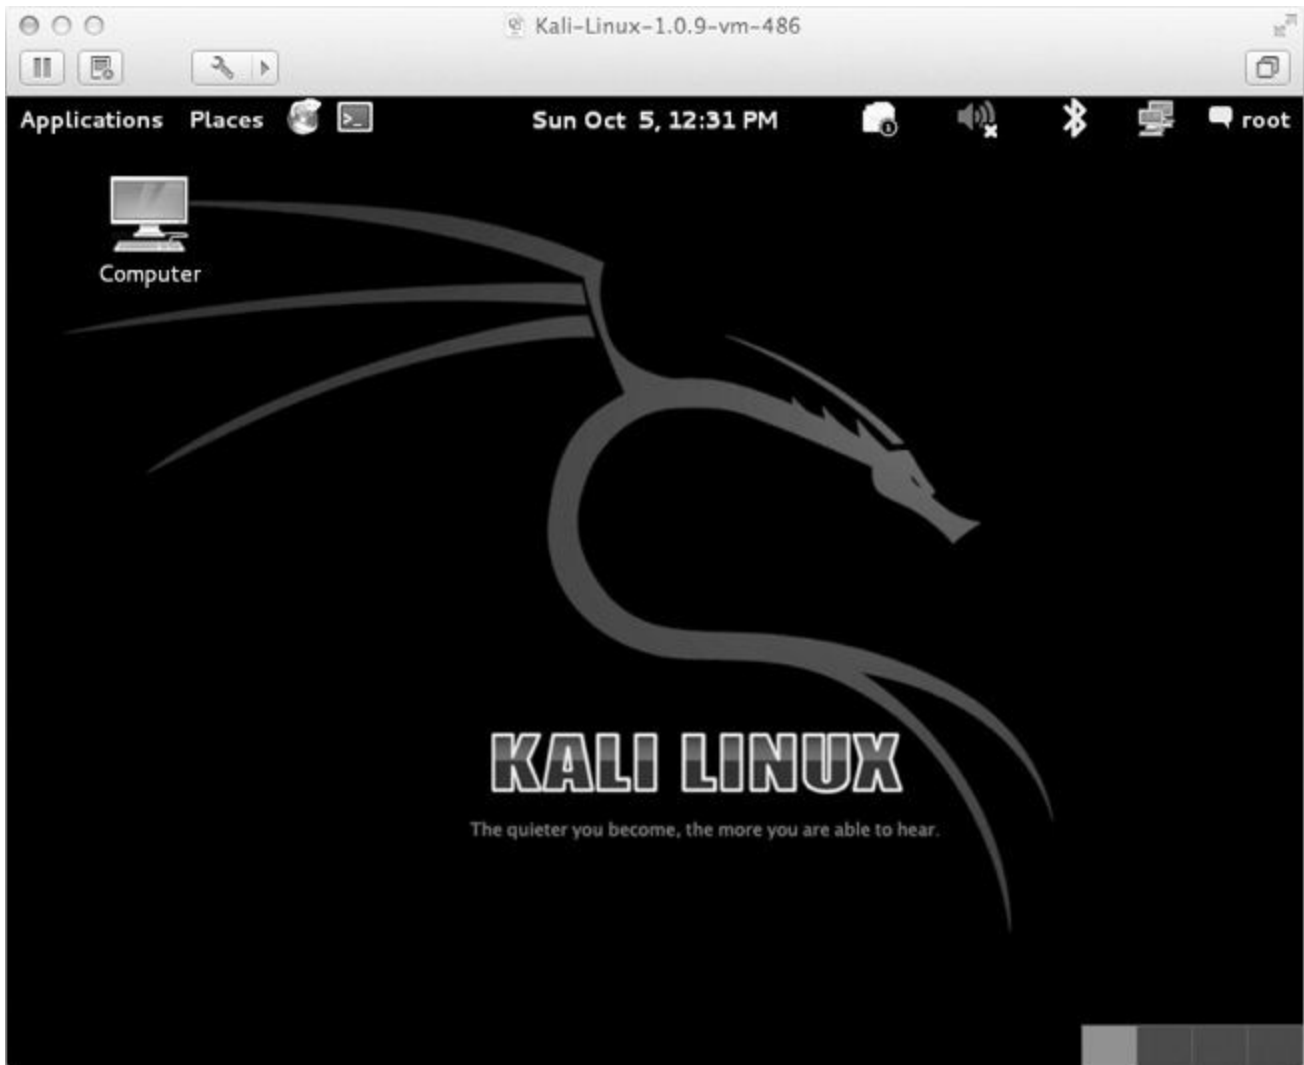 Kali-Linux-1.0.9-vm-486
Applications Places Sun Oct 5, 12:31 PM root
Computer
KALI LINUX
The quieter you become, the more you are able to hear.